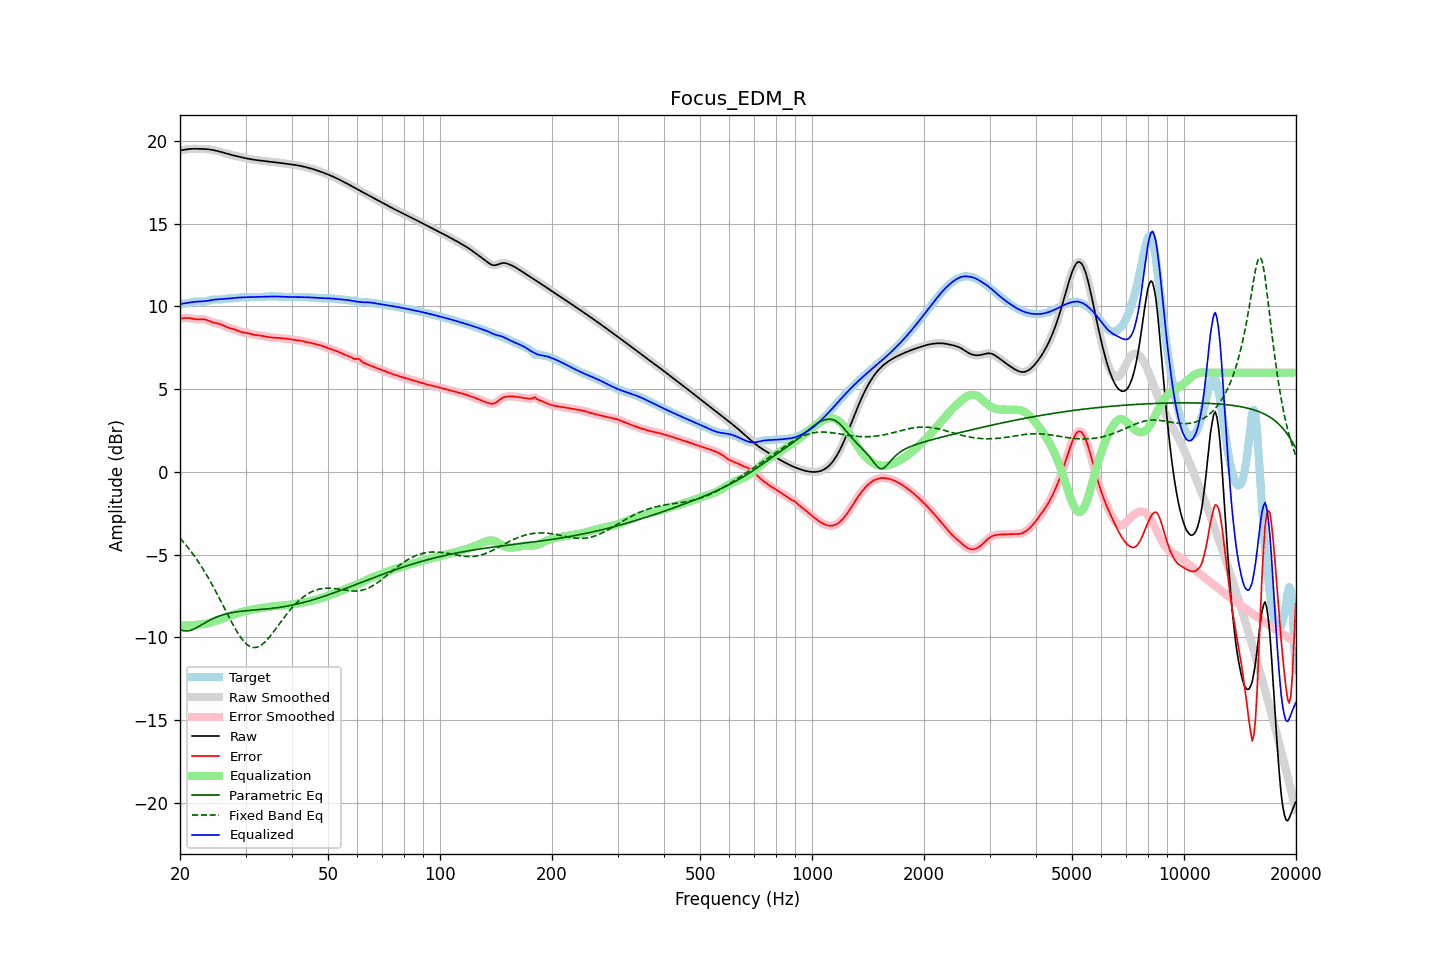 Focus_EDM_R
Amplitude (dBr)
20
15
10
5
0
−5
−10
−15
−20
Target
Raw Smoothed
Error Smoothed
Raw
Error
Equalization
Parametric Eq
Fixed Band Eq
Equalized
20 50 100 200 500 1000 2000 5000 10000 20000
Frequency (Hz)